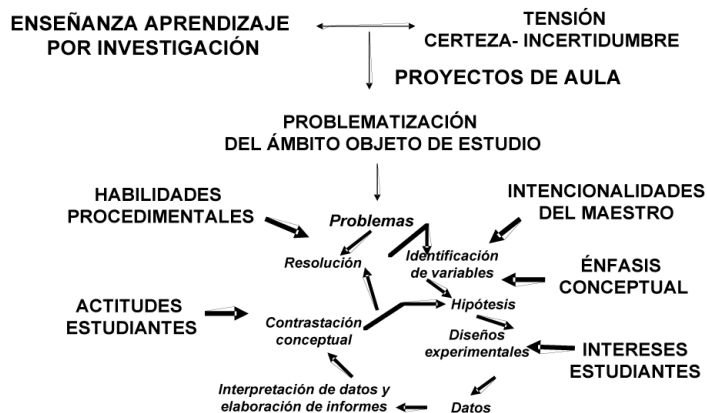 ENSEÑANZA APRENDIZAJE
POR INVESTIGACIÓN
TENSIÓN
CERTEZA- INCERTIDUMBRE
PROYECTOS DE AULA
PROBLEMATIZACIÓN
DEL ÁMBITO OBJETO DE ESTUDIO
HABILIDADES
PROCEDIMENTALES
INTENCIONALIDADES
DEL MAESTRO
Problemas
Resolución
Identificación
de variables
ÉNFASIS
CONCEPTUAL
ACTITUDES
ESTUDIANTES
Hipótesis
Contrastación
conceptual
Diseños
experimentales
INTERESES
ESTUDIANTES
Interpretación de datos y
elaboración de informes
Datos